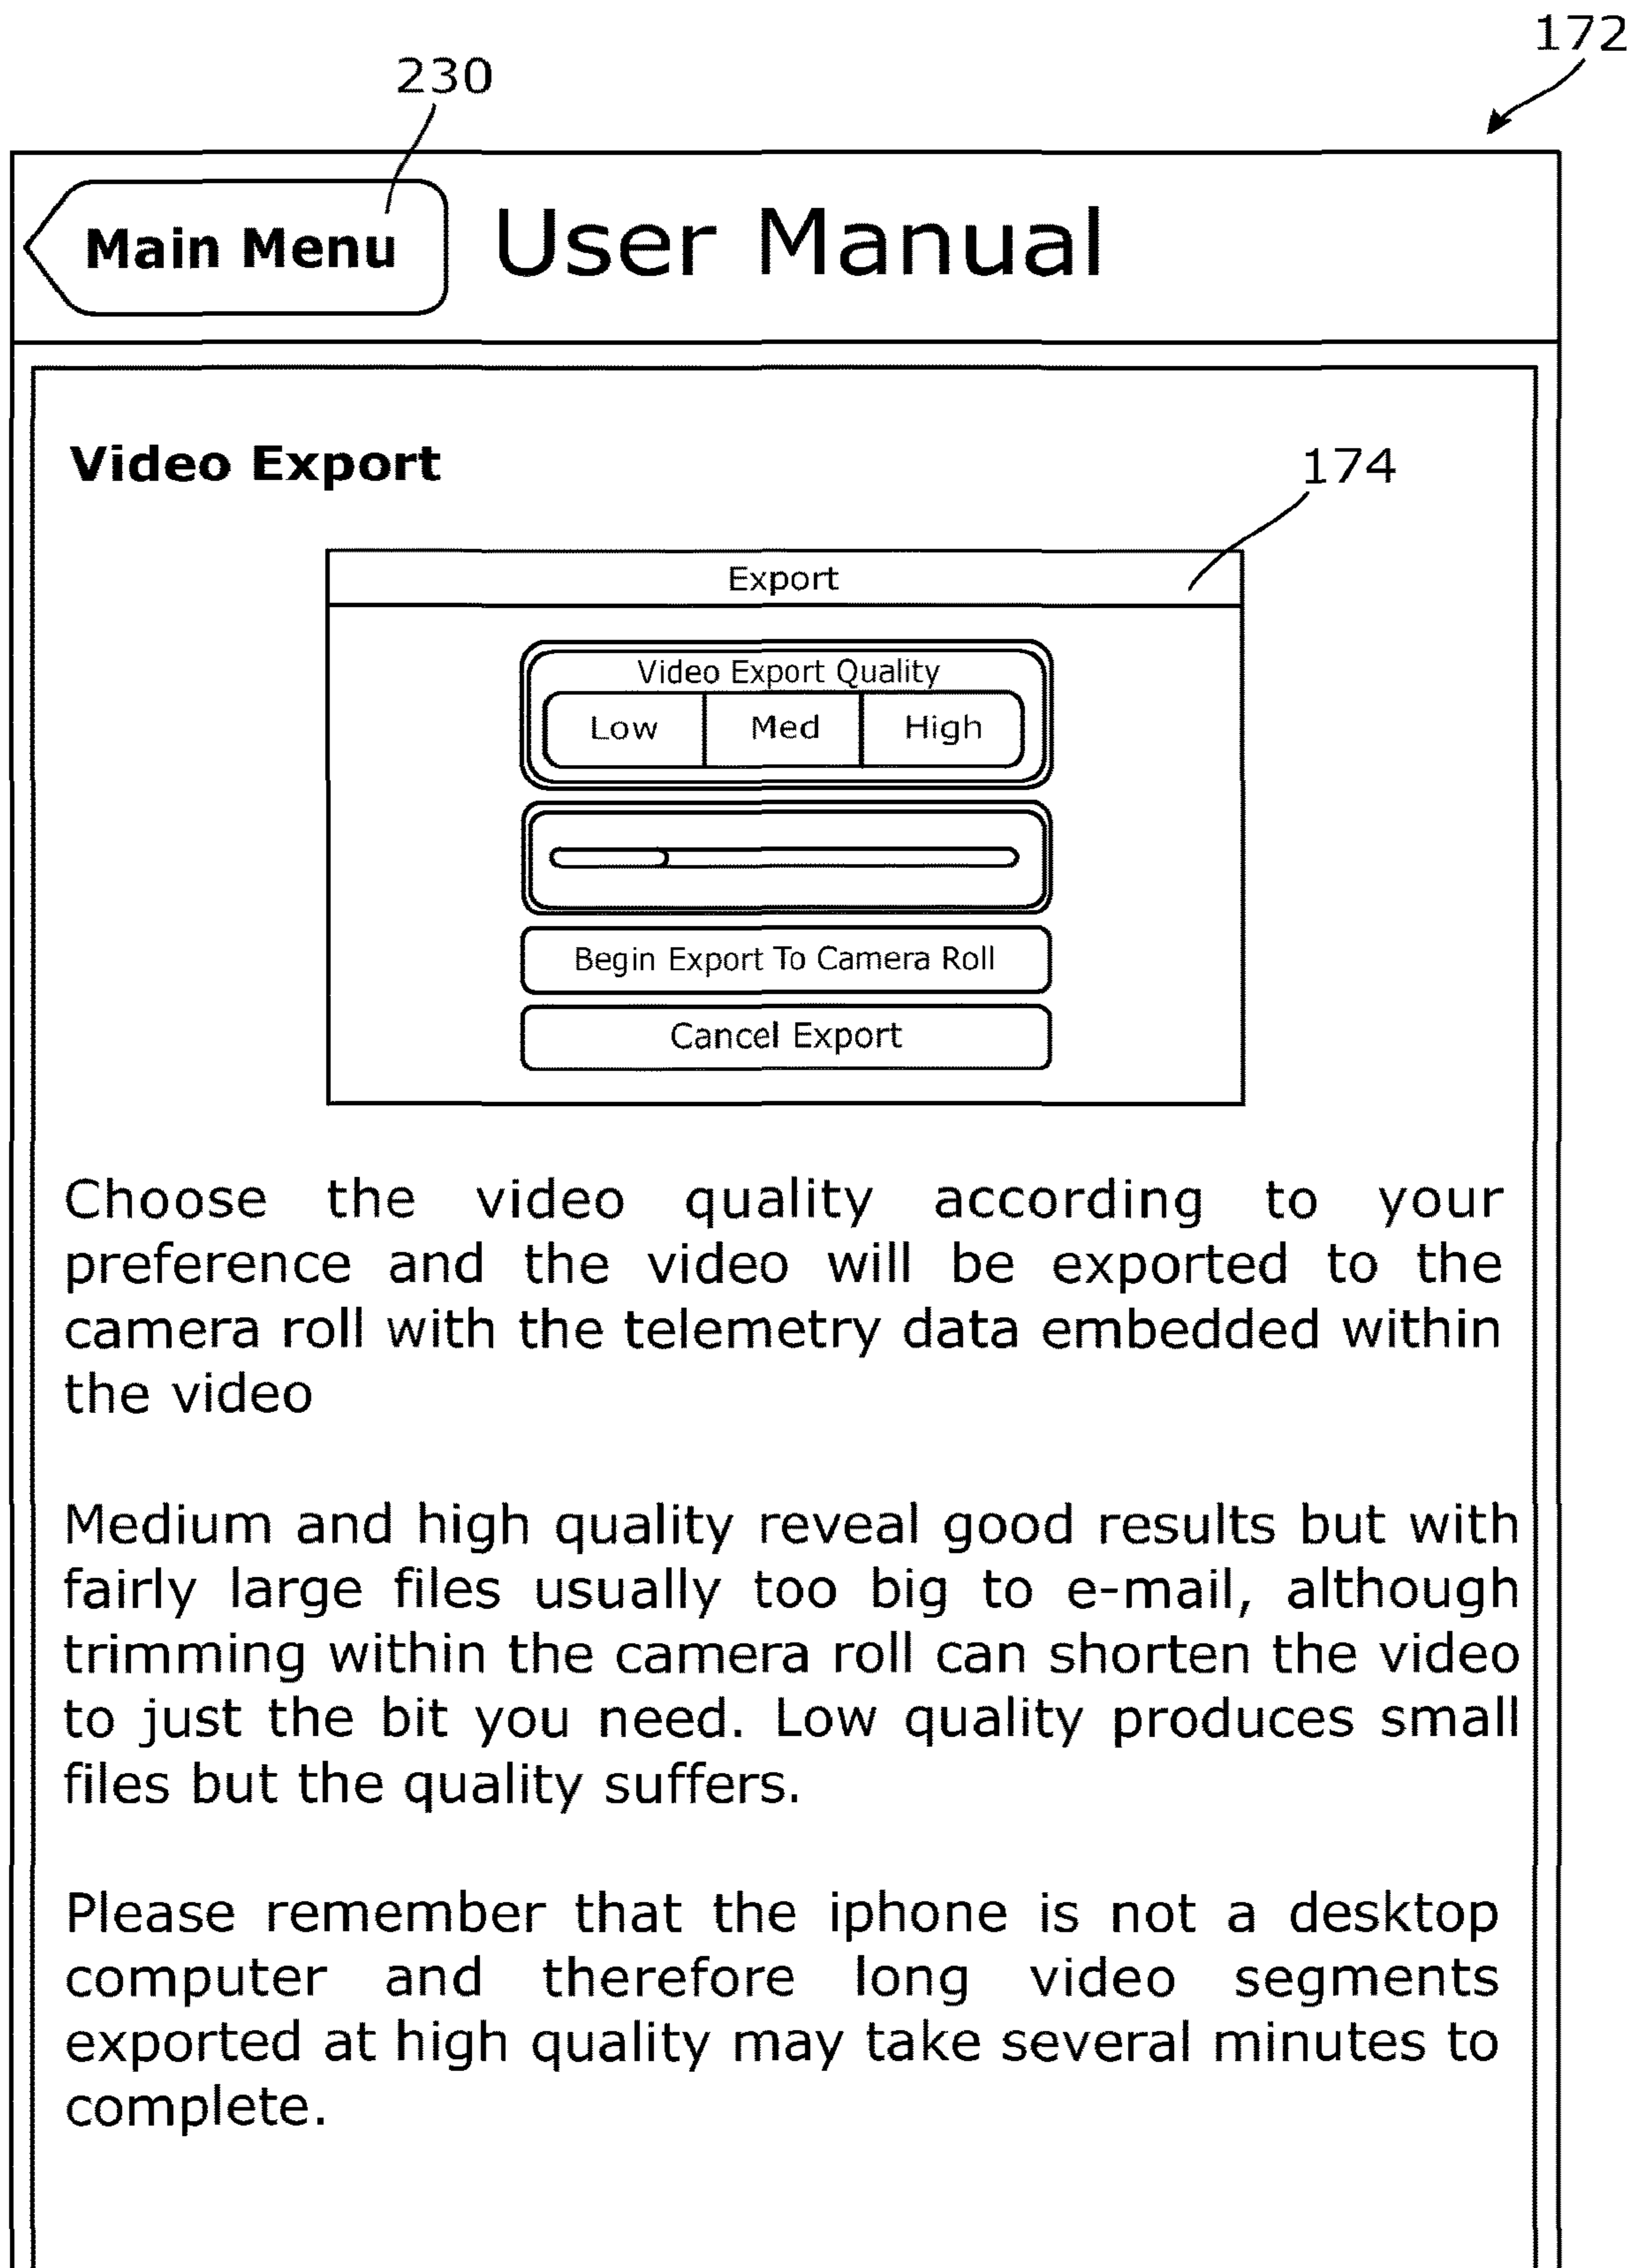 172
230
Main Menu
User Manual
Video Export
174
Export
Video Export Quality
Low Med High
Begin Export To Camera Roll
Cancel Export
Choose the video quality according to your
preference and the video will be exported to the
camera roll with the telemetry data embedded within
the video
Medium and high quality reveal good results but with
fairly large files usually too big to e-mail, although
trimming within the camera roll can shorten the video
to just the bit you need. Low quality produces small
files but the quality suffers.
Please remember that the iphone is not a desktop
computer and therefore long video segments
exported at high quality may take several minutes to
complete.